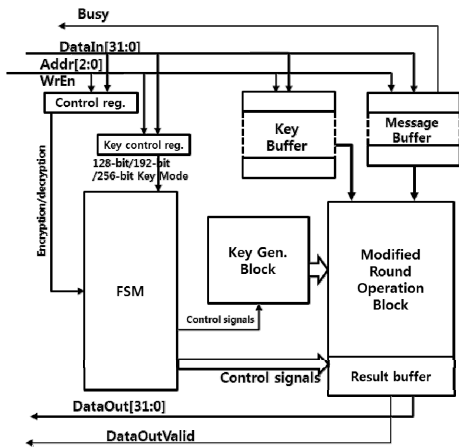 Busy
DataIn[31:0]
Addr[2:0]
WrEn
Control reg.
Key control reg.
128-bit/192-bit
/256-bit Key Mode
Key
Buffer
Message
Buffer
Encryption/decryption
FSM
Key Gen.
Block
Modified
Round
Operation
Block
Control signals
Control signals
Result buffer
DataOut[31:0]
DataOutValid